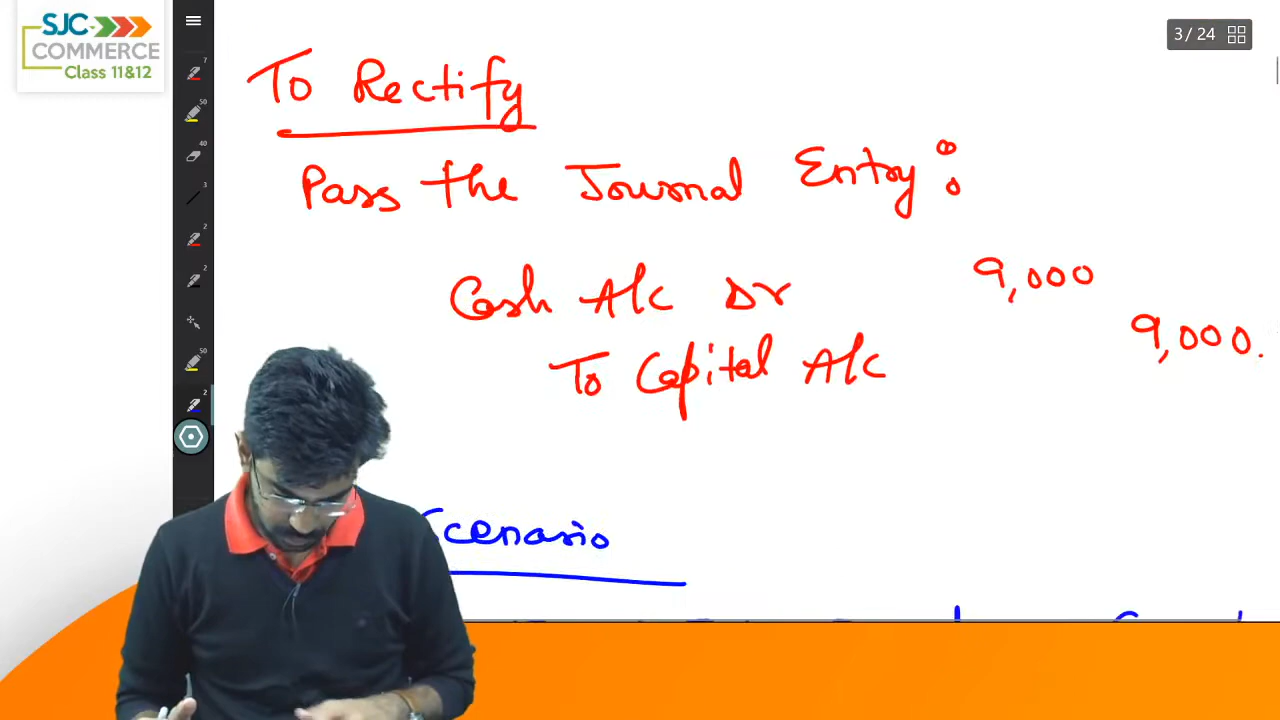 SJC
COMMERCE
Class 11&12
3 / 24
To Rectify
Pass the Journal Entry :
Cash A/c Dr 9,000
To Capital A/c 9,000.
Scenario